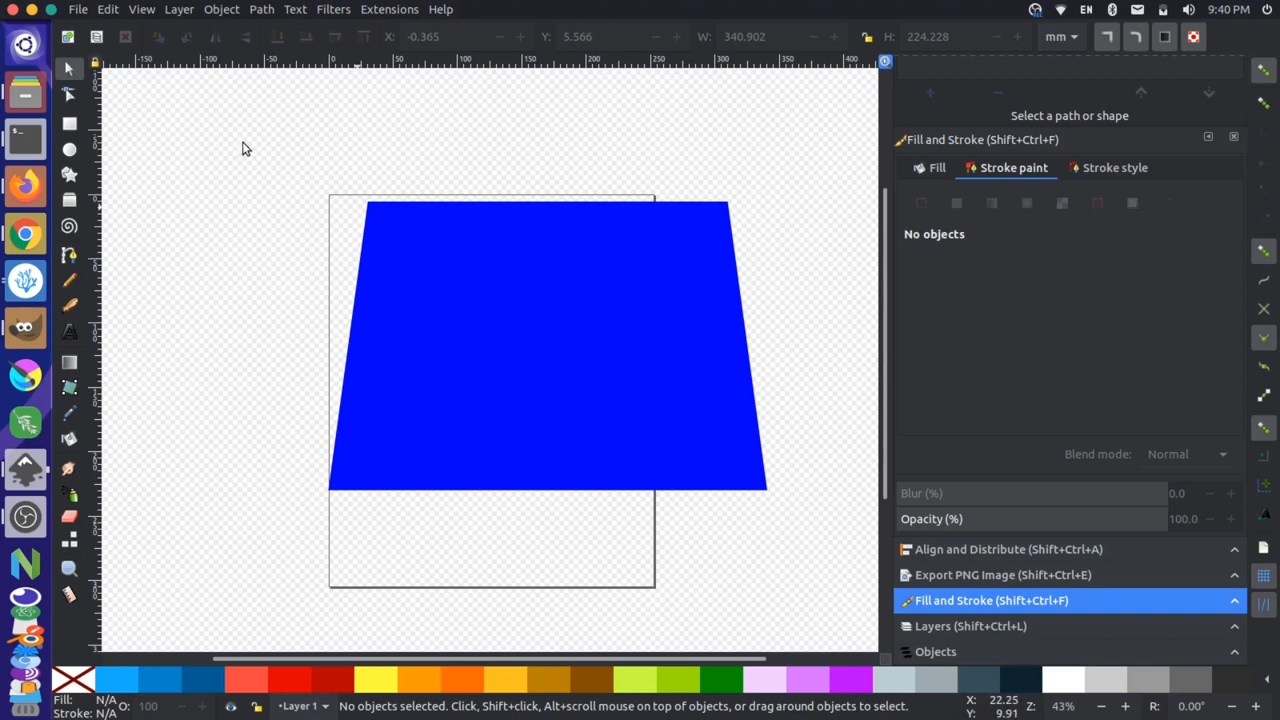 File Edit View Layer Object Path Text Filters Extensions Help
EN 9:40 PM
X: -0.365 Y: 5.566 W: 340.902 H: 224.228 mm
-150 -100 -50 0 50 100 150 200 250 300 350 400
Select a path or shape
Fill and Stroke (Shift+Ctrl+F)
Fill Stroke paint Stroke style
No objects
Blend mode: Normal
Blur (%) 0.0
Opacity (%) 100.0
Align and Distribute (Shift+Ctrl+A)
Export PNG Image (Shift+Ctrl+E)
Fill and Stroke (Shift+Ctrl+F)
Layers (Shift+Ctrl+L)
Objects
Fill: N/A
Stroke: N/A
O: 100
•Layer 1
No objects selected. Click, Shift+click, Alt+scroll mouse on top of objects, or drag around objects to select.
X: 22.25
Y: 9.91
Z: 43%
R: 0.00°